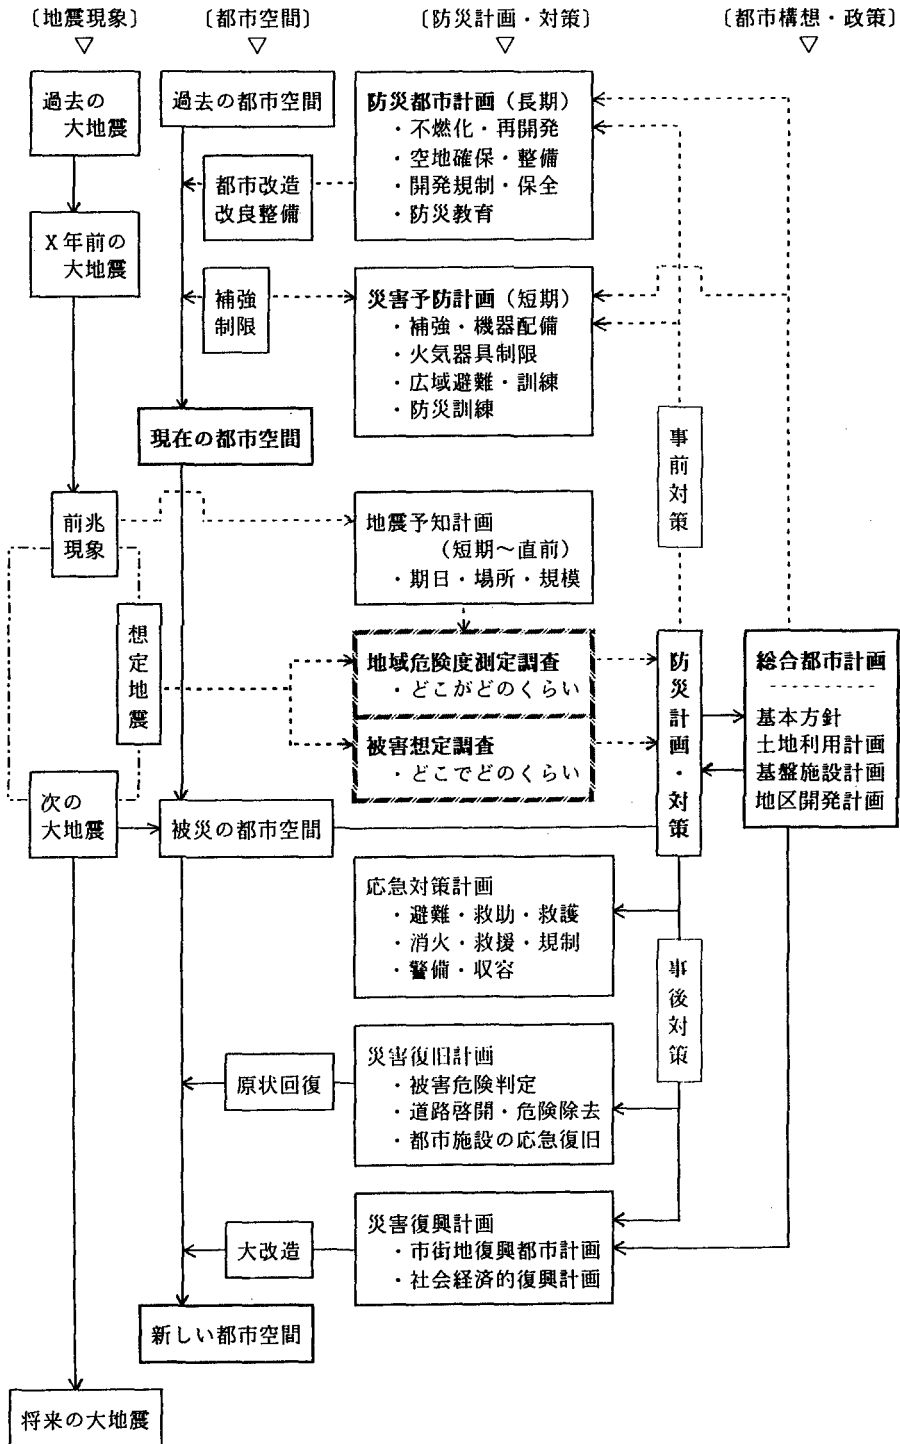 〔地震現象〕
〔都市空間〕
〔防災計画・対策〕
〔都市構想・政策〕
過去の
大地震
過去の都市空間
防災都市計画（長期）
・不燃化・再開発
・空地確保・整備
・開発規制・保全
・防災教育
都市改造
改良整備
X年前の
大地震
補強
制限
災害予防計画（短期）
・補強・機器配備
・火気器具制限
・広域避難・訓練
・防災訓練
現在の都市空間
事前対策
前兆
現象
地震予知計画
（短期～直前）
・期日・場所・規模
想定地震
地域危険度測定調査
・どこがどのくらい
被害想定調査
・どこでどのくらい
防災計画・対策
総合都市計画
基本方針
土地利用計画
基盤施設計画
地区開発計画
次の
大地震
被災の都市空間
応急対策計画
・避難・救助・救護
・消火・救援・規制
・警備・収容
事後対策
災害復旧計画
・被害危険判定
・道路啓開・危険除去
・都市施設の応急復旧
原状回復
災害復興計画
・市街地復興都市計画
・社会経済的復興計画
大改造
新しい都市空間
将来の大地震